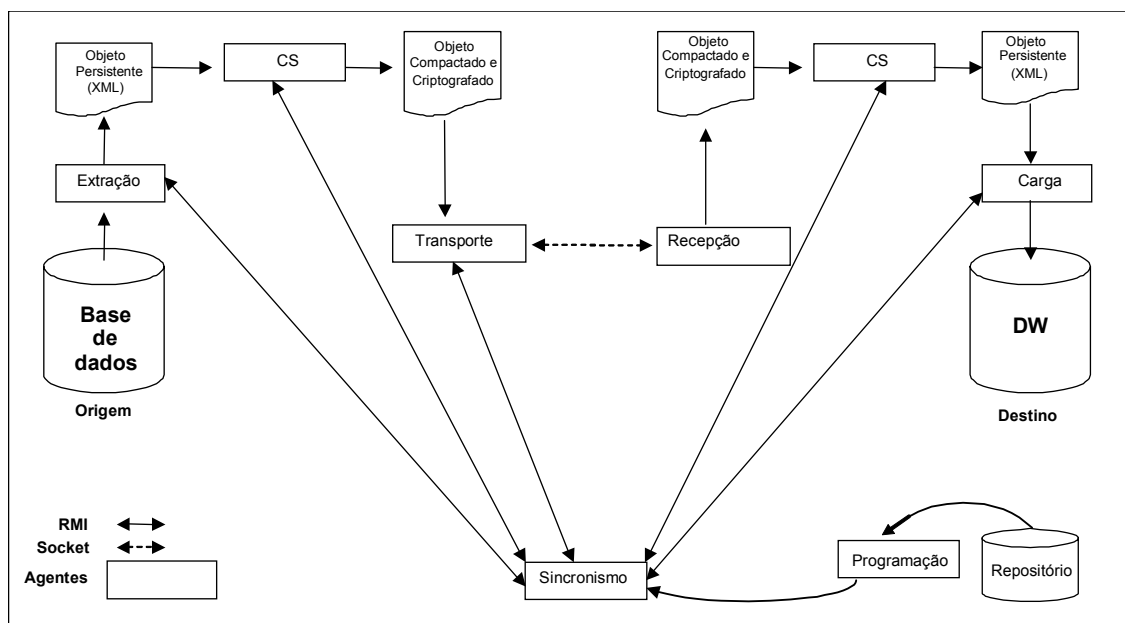 Objeto
Persistente
(XML)
CS
Objeto
Compactado e
Criptografado
Objeto
Compactado e
Criptografado
CS
Objeto
Persistente
(XML)
Extração
Carga
Transporte
Recepção
Base
de
dados
DW
Origem
Destino
RMI
Socket
Agentes
Sincronismo
Programação
Repositório